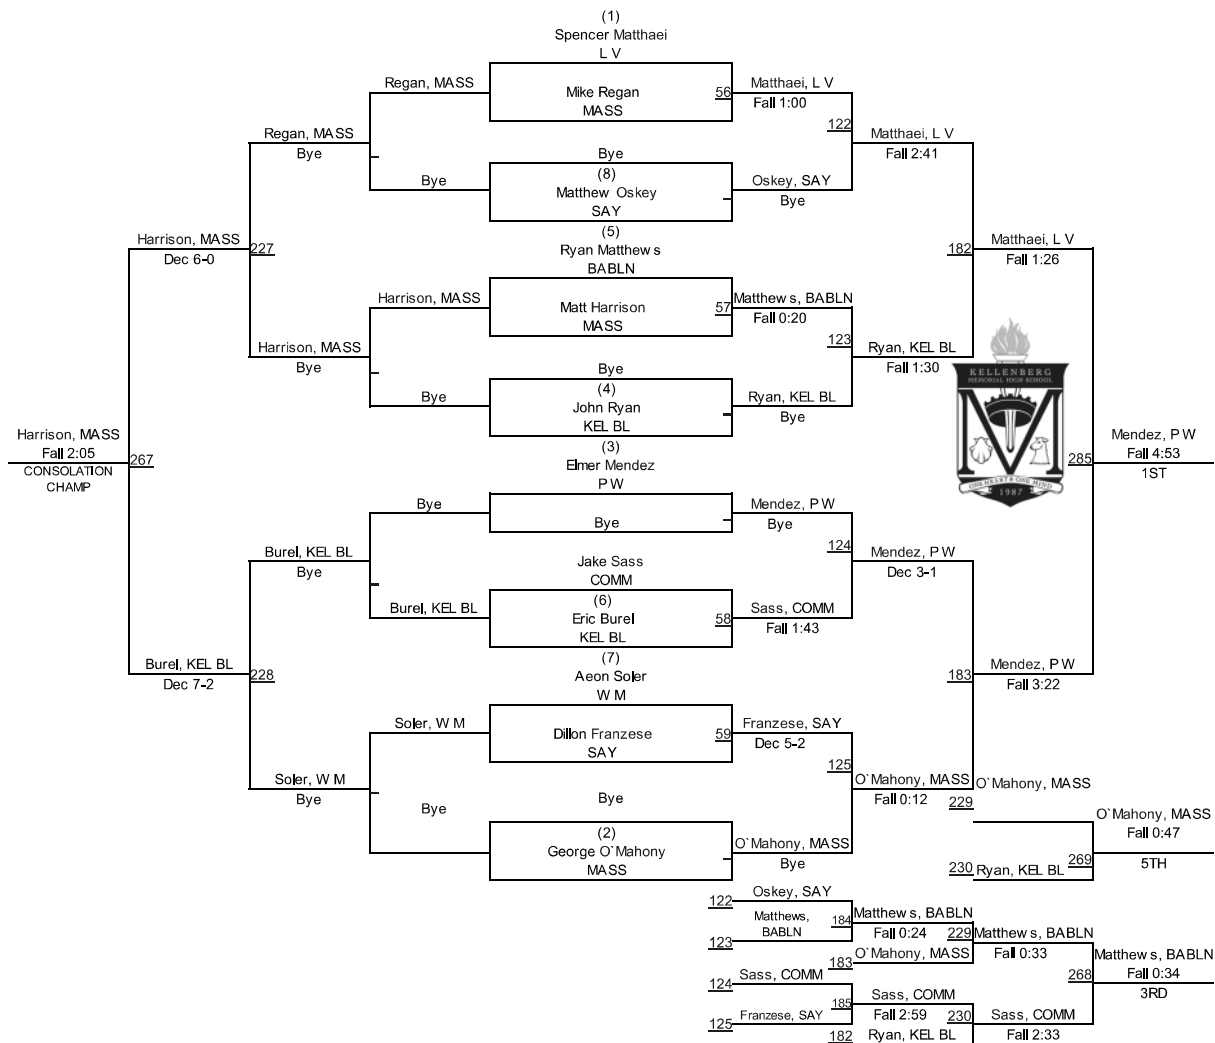 (1)
Spencer Matthaei
L V
Regan, MASS
Mike Regan
MASS
56
Matthaei, L V
Fall 1:00
122
Regan, MASS
Bye
Matthaei, L V
Fall 2:41
Bye
Bye
(8)
Matthew Oskey
SAY
Oskey, SAY
Bye
Harrison, MASS
Dec 6-0
227
(5)
Ryan Matthews
BABLN
182
Matthaei, L V
Fall 1:26
Harrison, MASS
Matt Harrison
MASS
57
Matthews, BABLN
Fall 0:20
123
Harrison, MASS
Bye
Ryan, KEL BL
Fall 1:30
KELLENBERG
MEMORIAL HIGH SCHOOL
Bye
Bye
(4)
John Ryan
KEL BL
Ryan, KEL BL
Bye
Harrison, MASS
Fall 2:05
CONSOLATION
CHAMP
267
(3)
Elmer Mendez
P W
ONE HEART & ONE MIND
1987
285
Mendez, P W
Fall 4:53
1ST
Bye
Bye
Mendez, P W
Bye
124
Burel, KEL BL
Bye
Jake Sass
COMM
Mendez, P W
Dec 3-1
Burel, KEL BL
(6)
Eric Burel
KEL BL
58
Sass, COMM
Fall 1:43
Burel, KEL BL
Dec 7-2
228
(7)
Aeon Soler
W M
183
Mendez, P W
Fall 3:22
Soler, W M
Dillon Franzese
SAY
59
Franzese, SAY
Dec 5-2
125
Soler, W M
Bye
Bye
Bye
O`Mahony, MASS
Fall 0:12
O`Mahony, MASS
229
(2)
George O`Mahony
MASS
O`Mahony, MASS
Bye
O`Mahony, MASS
Fall 0:47
269
5TH
230
Ryan, KEL BL
122
Oskey, SAY
Matthews,
BABLN
123
184
Matthews, BABLN
Fall 0:24
229
Matthews, BABLN
Fall 0:33
183
O`Mahony, MASS
268
Matthews, BABLN
Fall 0:34
3RD
124
Sass, COMM
185
Sass, COMM
Fall 2:59
230
Sass, COMM
Fall 2:33
125
Franzese, SAY
182
Ryan, KEL BL